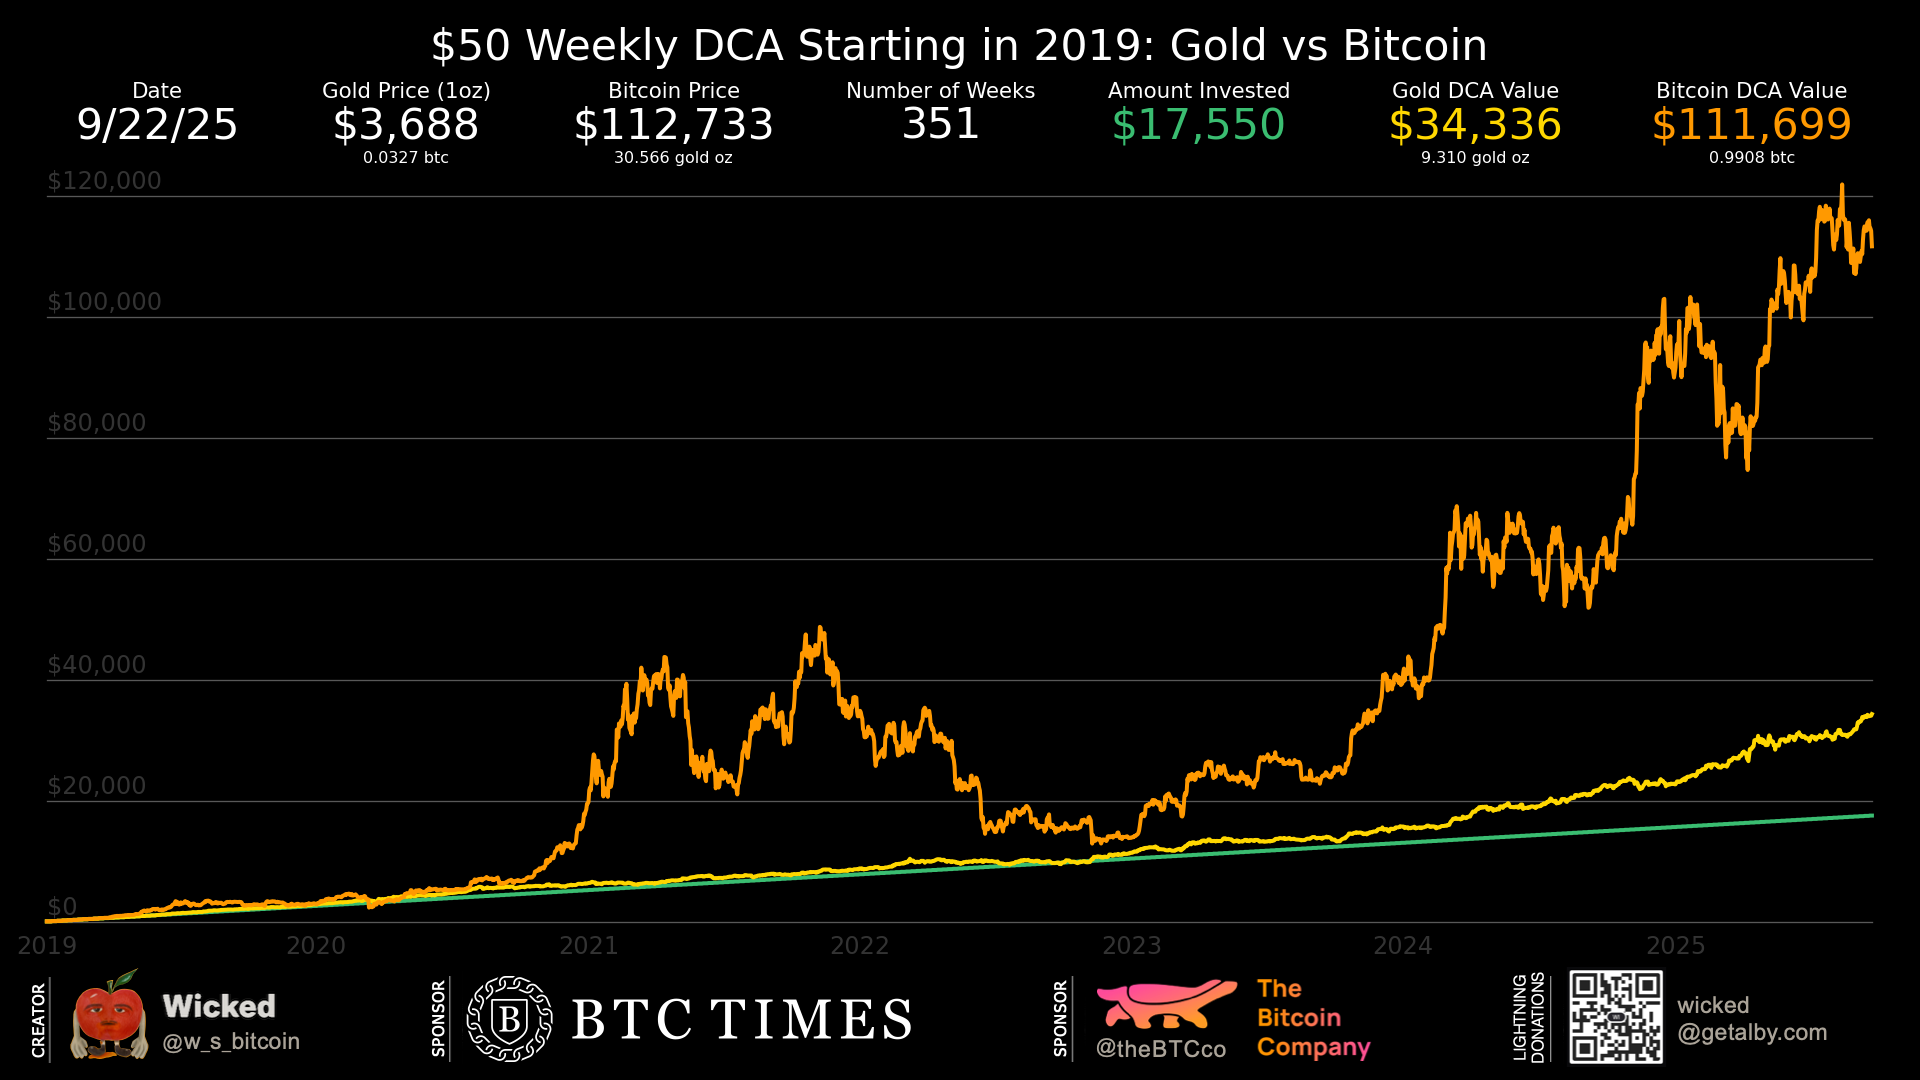 $50 Weekly DCA Starting in 2019: Gold vs Bitcoin
Date
9/22/25
Gold Price (1oz)
$3,688
0.0327 btc
Bitcoin Price
$112,733
30.566 gold oz
Number of Weeks
351
Amount Invested
$17,550
Gold DCA Value
$34,336
9.310 gold oz
Bitcoin DCA Value
$111,699
0.9908 btc
$120,000
$100,000
$80,000
$60,000
$40,000
$20,000
$0
2019
2020
2021
2022
2023
2024
2025
CREATOR
Wicked
@w_s_bitcoin
SPONSOR
B
BTC TIMES
SPONSOR
@theBTCco
The
Bitcoin
Company
LIGHTNING
DONATIONS
wicked
@getalby.com